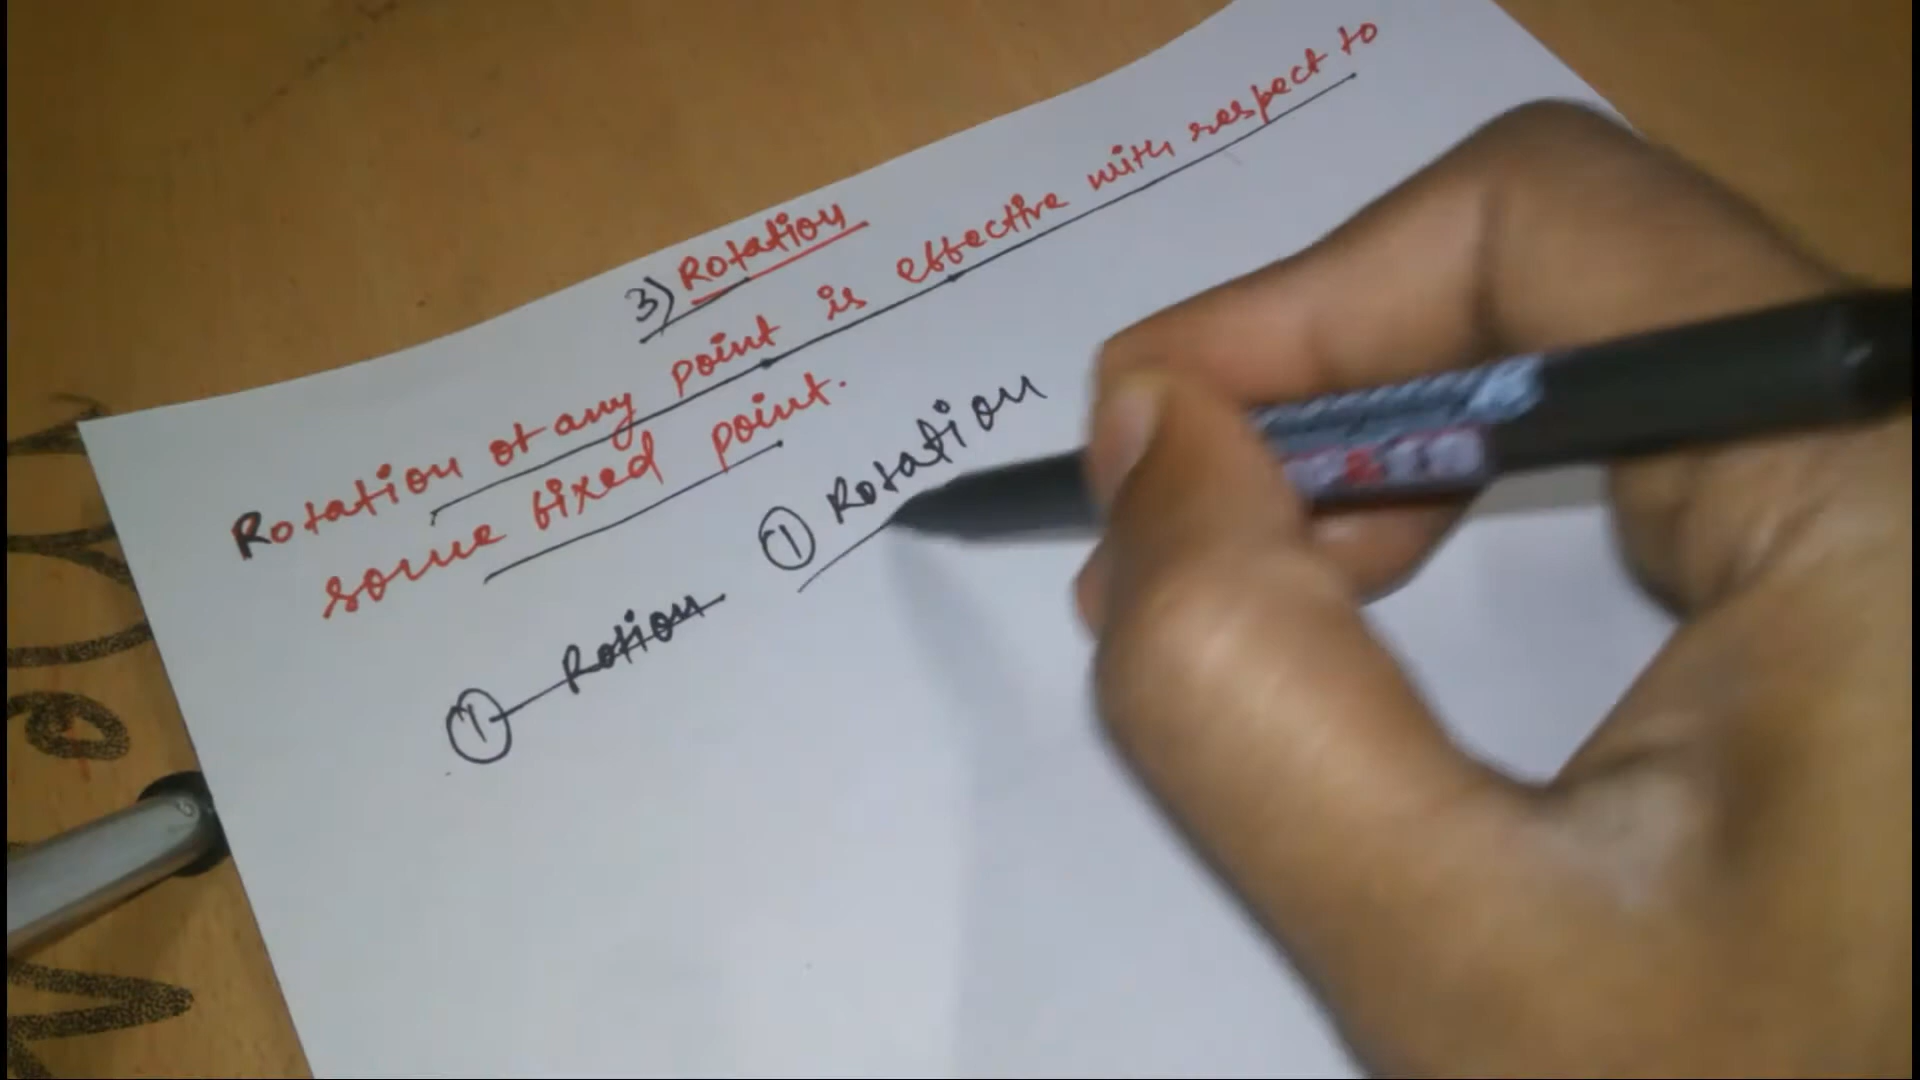 3) Rotation
Rotation of any point is effective with respect to
some fixed point.
① Rotation
① Rotion